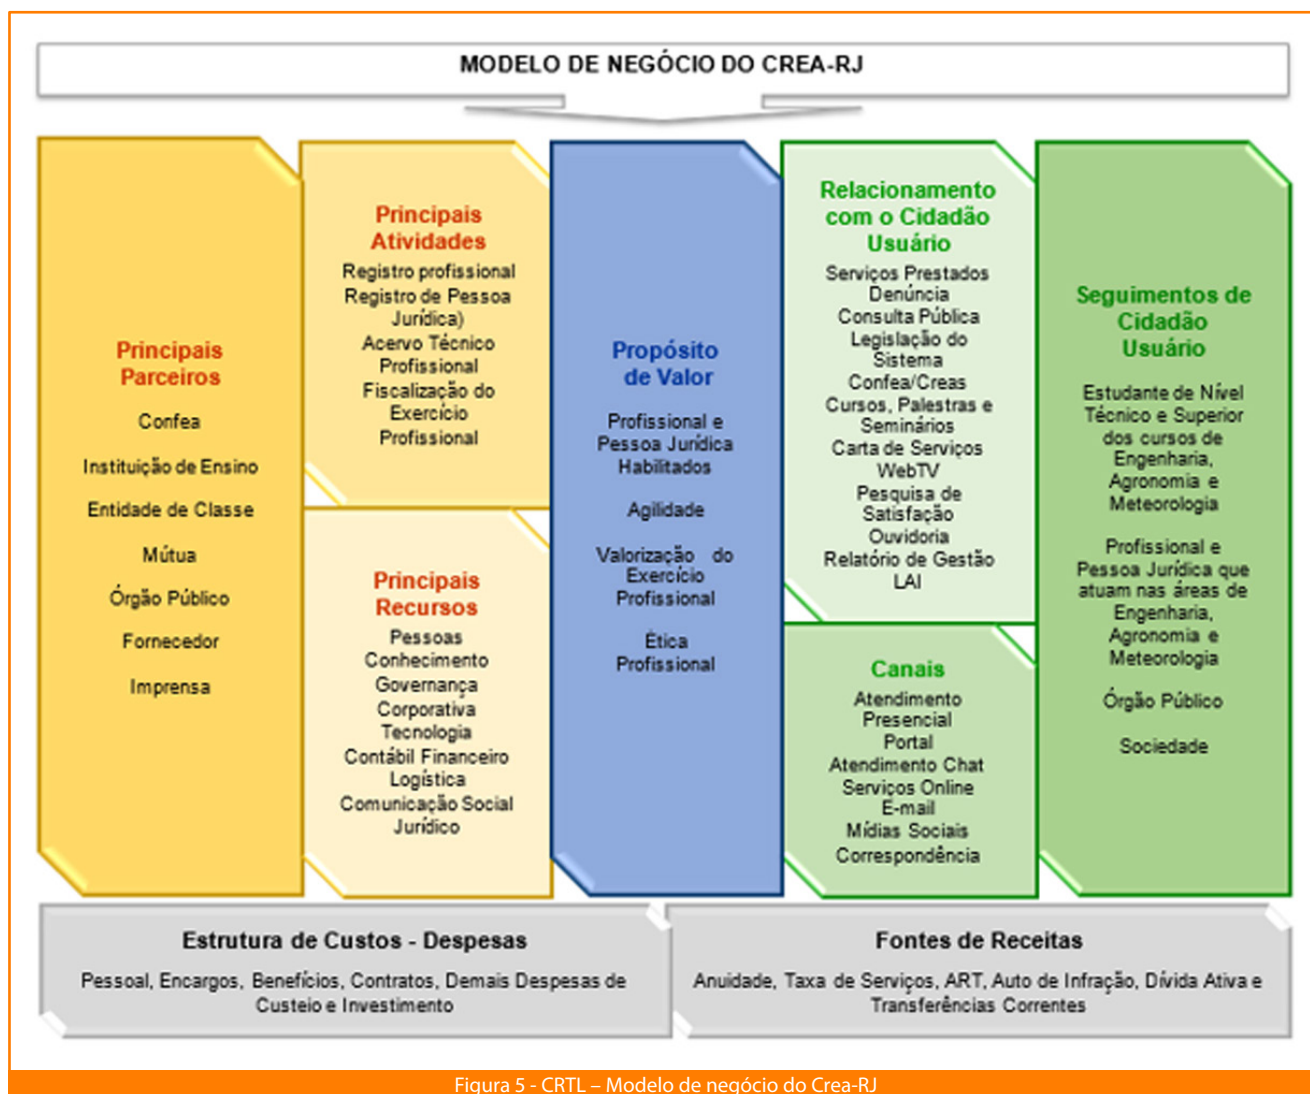 MODELO DE NEGÓCIO DO CREA-RJ
Principais
Parceiros
Confea
Instituição de Ensino
Entidade de Classe
Mútua
Órgão Público
Fornecedor
Imprensa
Principais
Atividades
Registro profissional
Registro de Pessoa
Jurídica)
Acervo Técnico
Profissional
Fiscalização do
Exercício
Profissional
Principais
Recursos
Pessoas
Conhecimento
Governança
Corporativa
Tecnologia
Contábil Financeiro
Logística
Comunicação Social
Jurídico
Propósito
de Valor
Profissional e
Pessoa Jurídica
Habilitados
Agilidade
Valorização do
Exercício
Profissional
Ética
Profissional
Relacionamento
com o Cidadão
Usuário
Serviços Prestados
Denúncia
Consulta Pública
Legislação do
Sistema
Confea/Creas
Cursos, Palestras e
Seminários
Carta de Serviços
WebTV
Pesquisa de
Satisfação
Ouvidoria
Relatório de Gestão
LAI
Canais
Atendimento
Presencial
Portal
Atendimento Chat
Serviços Online
E-mail
Mídias Sociais
Correspondência
Seguimentos de
Cidadão
Usuário
Estudante de Nível
Técnico e Superior
dos cursos de
Engenharia,
Agronomia e
Meteorologia
Profissional e
Pessoa Jurídica que
atuam nas áreas de
Engenharia,
Agronomia e
Meteorologia
Órgão Público
Sociedade
Estrutura de Custos - Despesas
Pessoal, Encargos, Benefícios, Contratos, Demais Despesas de
Custeio e Investimento
Fontes de Receitas
Anuidade, Taxa de Serviços, ART, Auto de Infração, Dívida Ativa e
Transferências Correntes
Figura 5 - CRTL – Modelo de negócio do Crea-RJ